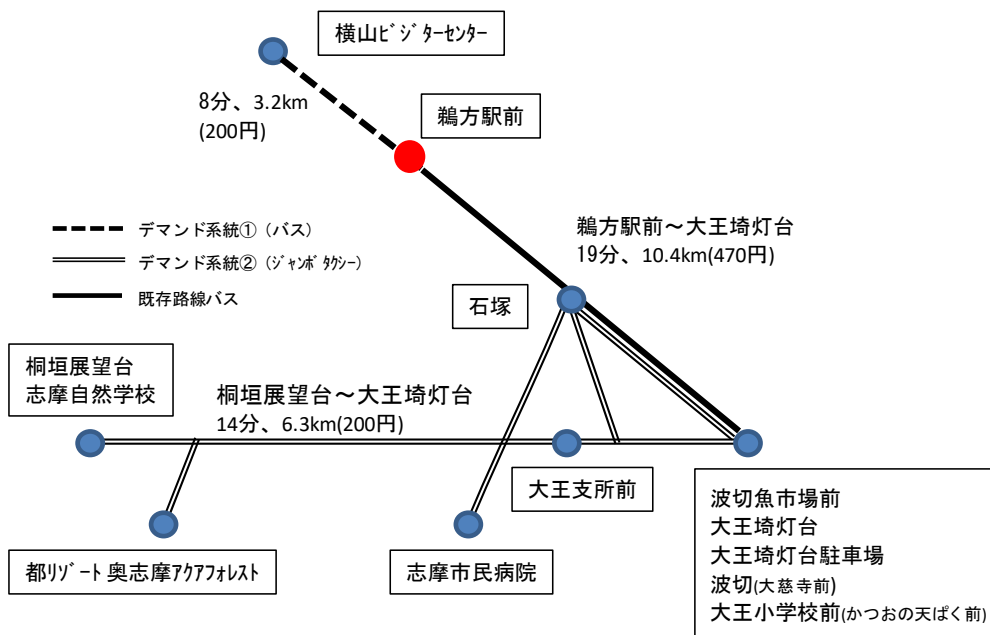 横山ﾋﾞｼﾞﾀｰセンター
8分、3.2km
(200円)
鵜方駅前
デマンド系統① (バス)
デマンド系統② (ｼﾞｬﾝﾎﾞﾀｸｼｰ)
既存路線バス
鵜方駅前～大王埼灯台
19分、10.4km(470円)
石塚
桐垣展望台
志摩自然学校
桐垣展望台～大王埼灯台
14分、6.3km(200円)
大王支所前
都ﾘｿﾞｰﾄ 奥志摩ｱｸｱﾌｫﾚｽﾄ
志摩市民病院
波切魚市場前
大王埼灯台
大王埼灯台駐車場
波切(大慈寺前)
大王小学校前(かつおの天ぱく前)